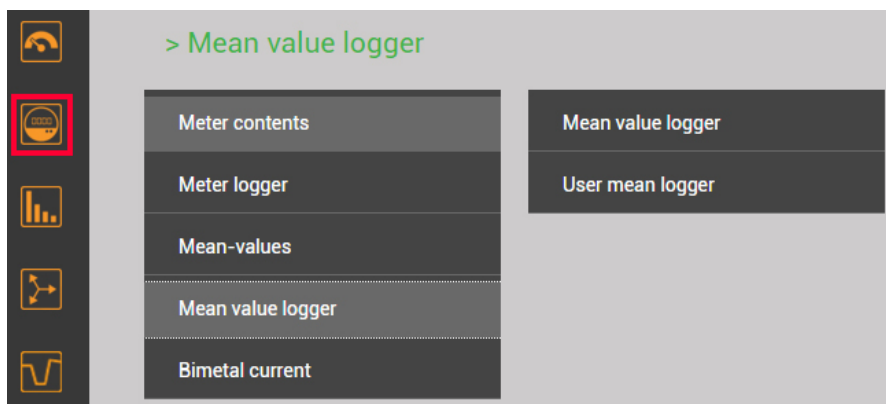 > Mean value logger
Meter contents
Meter logger
Mean-values
Mean value logger
Bimetal current
Mean value logger
User mean logger